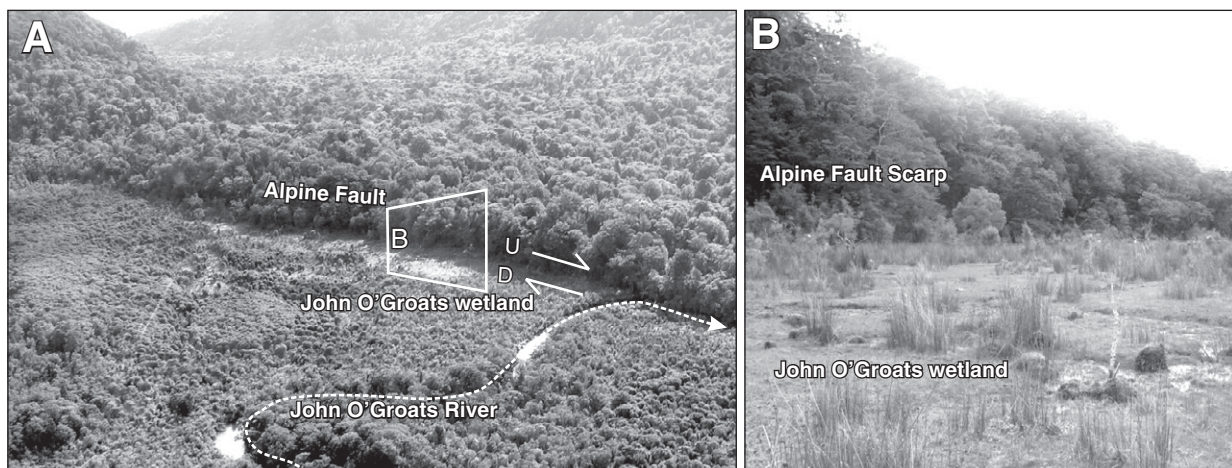 A
Alpine Fault
B
U
D
John O'Groats wetland
John O'Groats River
B
Alpine Fault Scarp
John O'Groats wetland